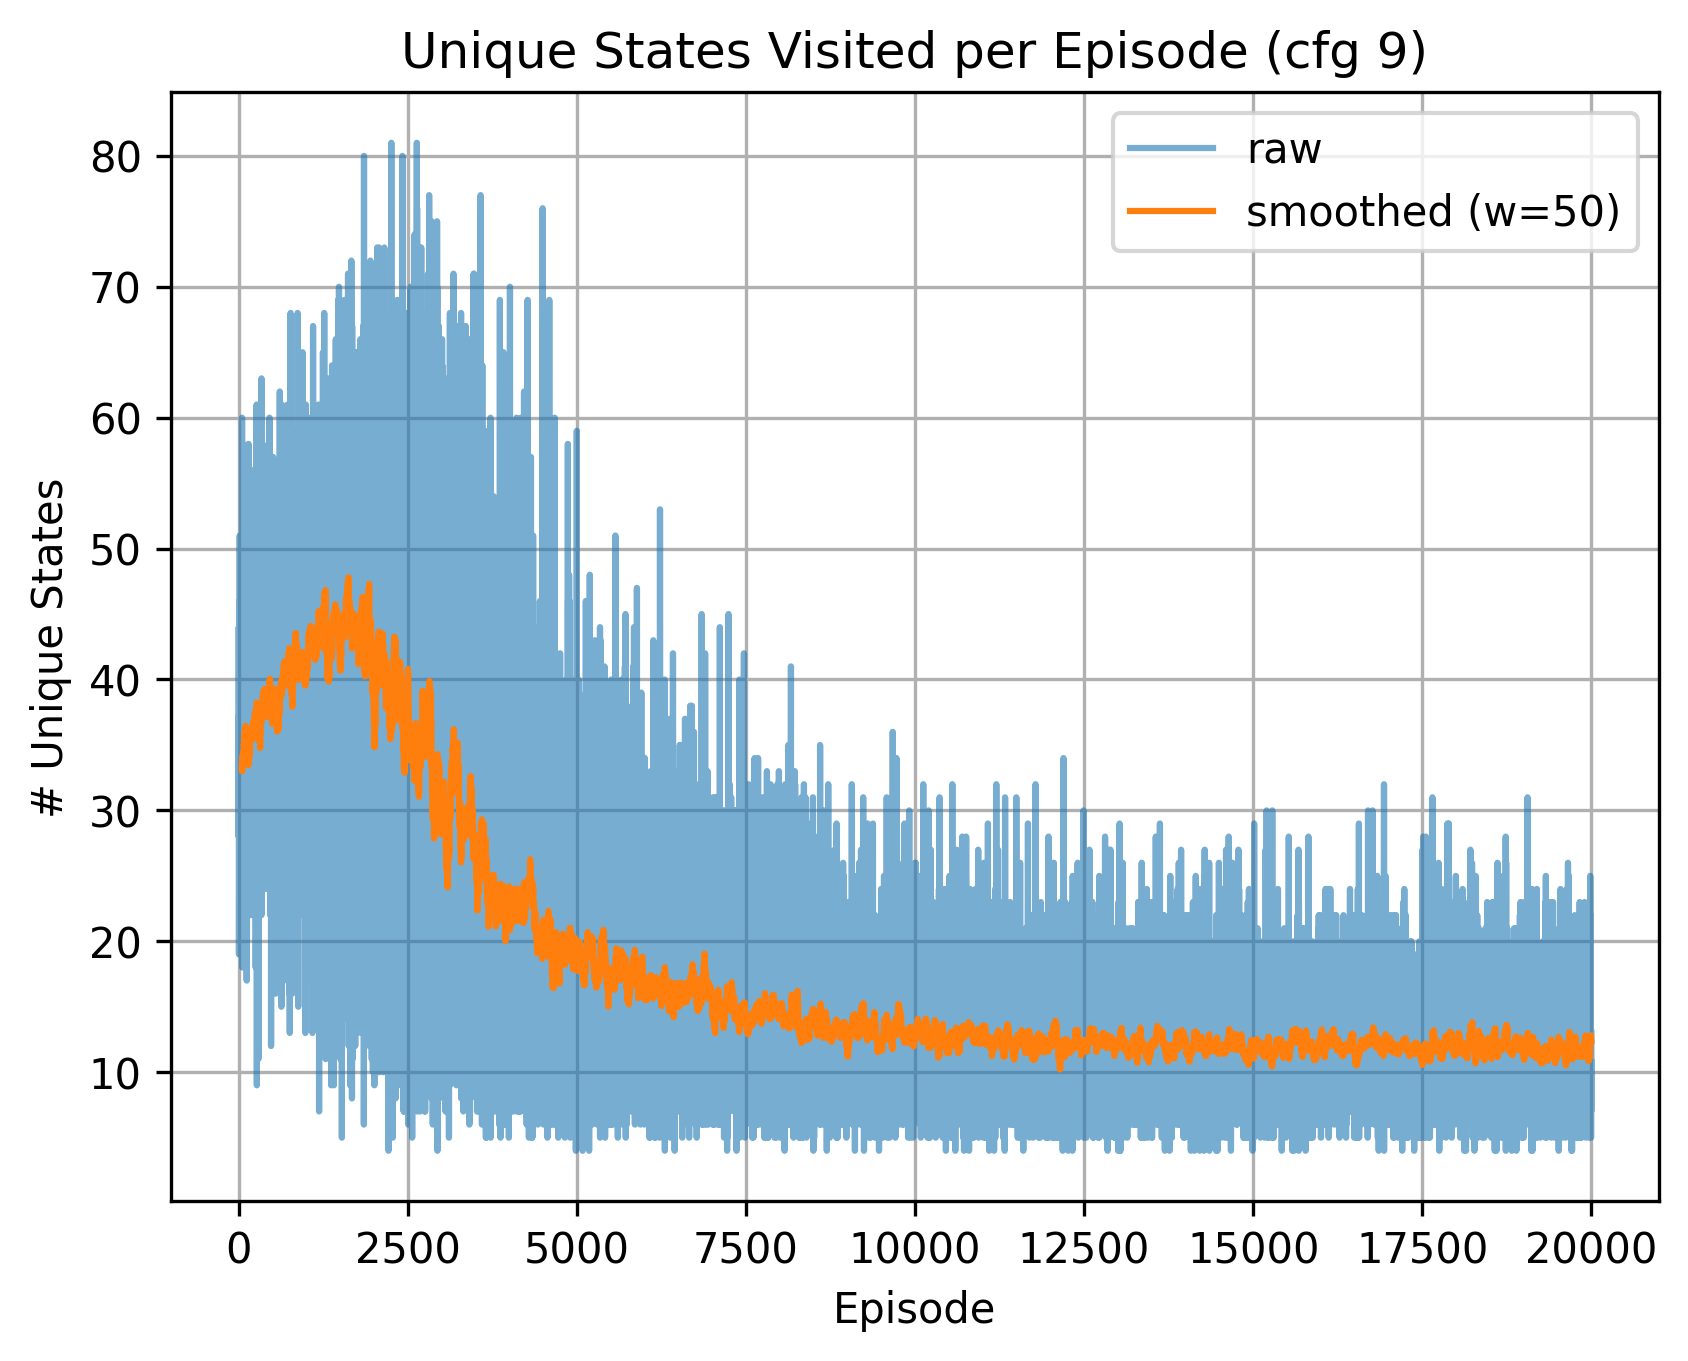 Unique States Visited per Episode (cfg 9)
raw
smoothed (w=50)
# Unique States
80
70
60
50
40
30
20
10
0 2500 5000 7500 10000 12500 15000 17500 20000
Episode